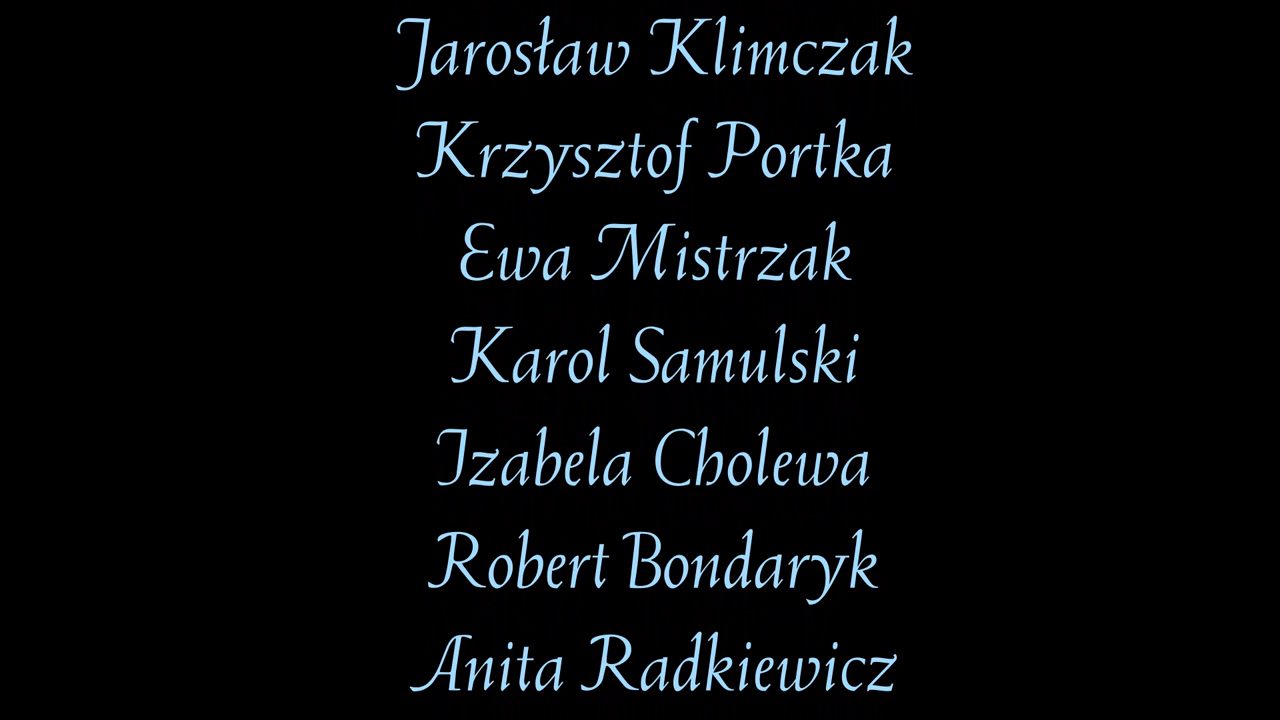 Jarosław Klimczak
Krzysztof Portka
Ewa Mistrzak
Karol Samulski
Izabela Cholewa
Robert Bondaryk
Anita Radkiewicz